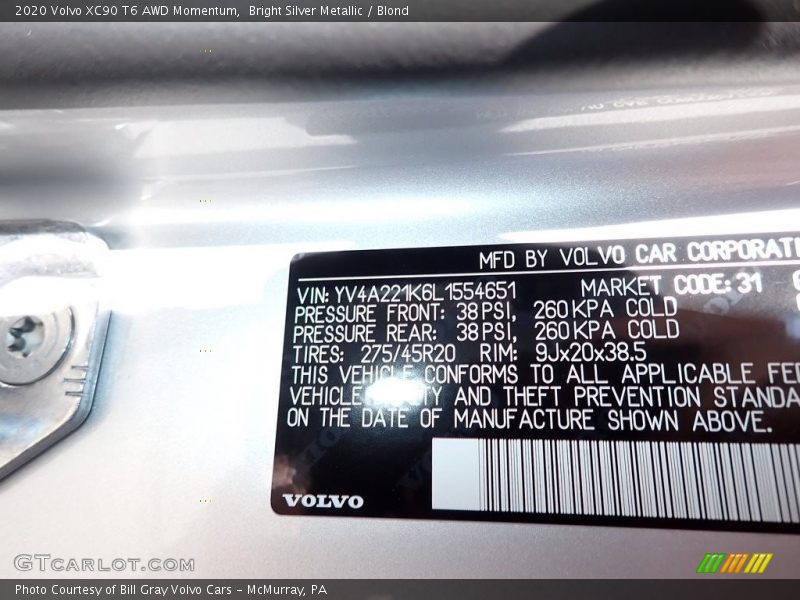 2020 Volvo XC90 T6 AWD Momentum, Bright Silver Metallic / Blond
MFD BY VOLVO CAR CORPORATI
VIN: YV4A221K6L1554651 MARKET CODE: 31
PRESSURE FRONT: 38 PSI, 260 KPA COLD
PRESSURE REAR: 38 PSI, 260 KPA COLD
TIRES: 275/45R20 RIM: 9Jx20x38.5
THIS VEHICLE CONFORMS TO ALL APPLICABLE FED
VEHICLE AND THEFT PREVENTION STANDA
ON THE DATE OF MANUFACTURE SHOWN ABOVE.
VOLVO
GTCARLOT.COM
Photo Courtesy of Bill Gray Volvo Cars - McMurray, PA